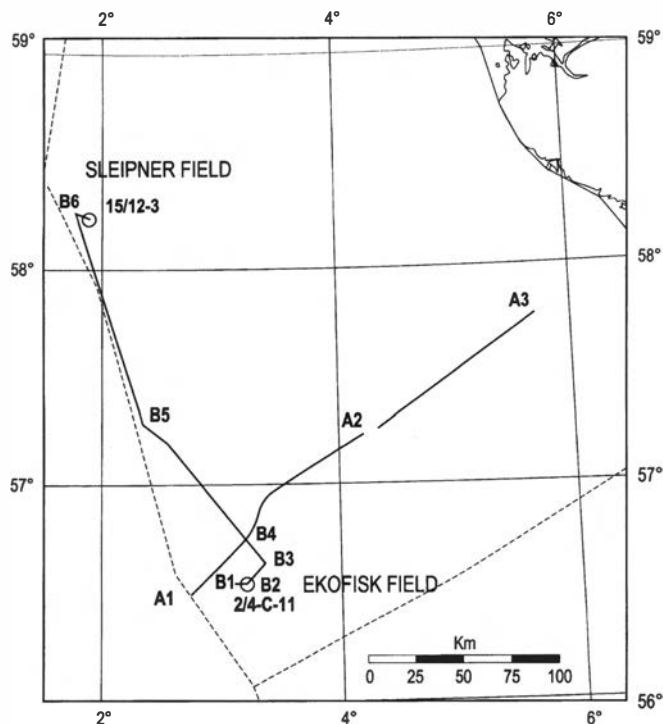 2° 4° 6°
59° 59°
SLEIPNER FIELD
B6 15/12-3
58° 58°
A3
B5 A2
57° 57°
B4
B3
B1 B2 EKOFISK FIELD
A1 2/4-C-11
Km
0 25 50 75 100
56°
2° 4° 6°